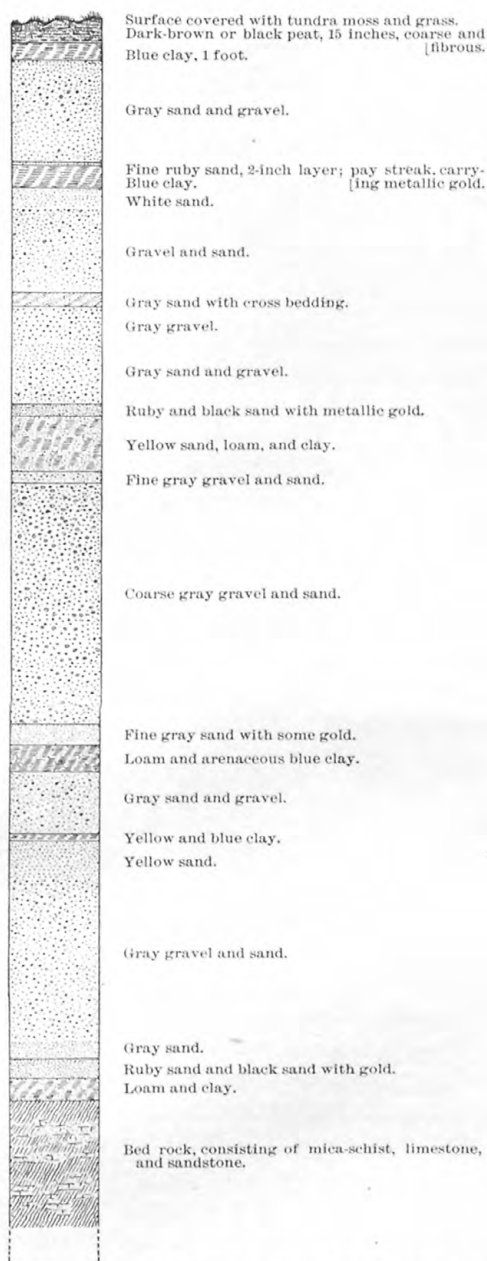 Surface covered with tundra moss and grass.
Dark-brown or black peat, 15 inches, coarse and
[fibrous.
Blue clay, 1 foot.
Gray sand and gravel.
Fine ruby sand, 2-inch layer; pay streak, carry-
Blue clay. [ing metallic gold.
White sand.
Gravel and sand.
Gray sand with cross bedding.
Gray gravel.
Gray sand and gravel.
Ruby and black sand with metallic gold.
Yellow sand, loam, and clay.
Fine gray gravel and sand.
Coarse gray gravel and sand.
Fine gray sand with some gold.
Loam and arenaceous blue clay.
Gray sand and gravel.
Yellow and blue clay.
Yellow sand.
Gray gravel and sand.
Gray sand.
Ruby sand and black sand with gold.
Loam and clay.
Bed rock, consisting of mica-schist, limestone,
and sandstone.